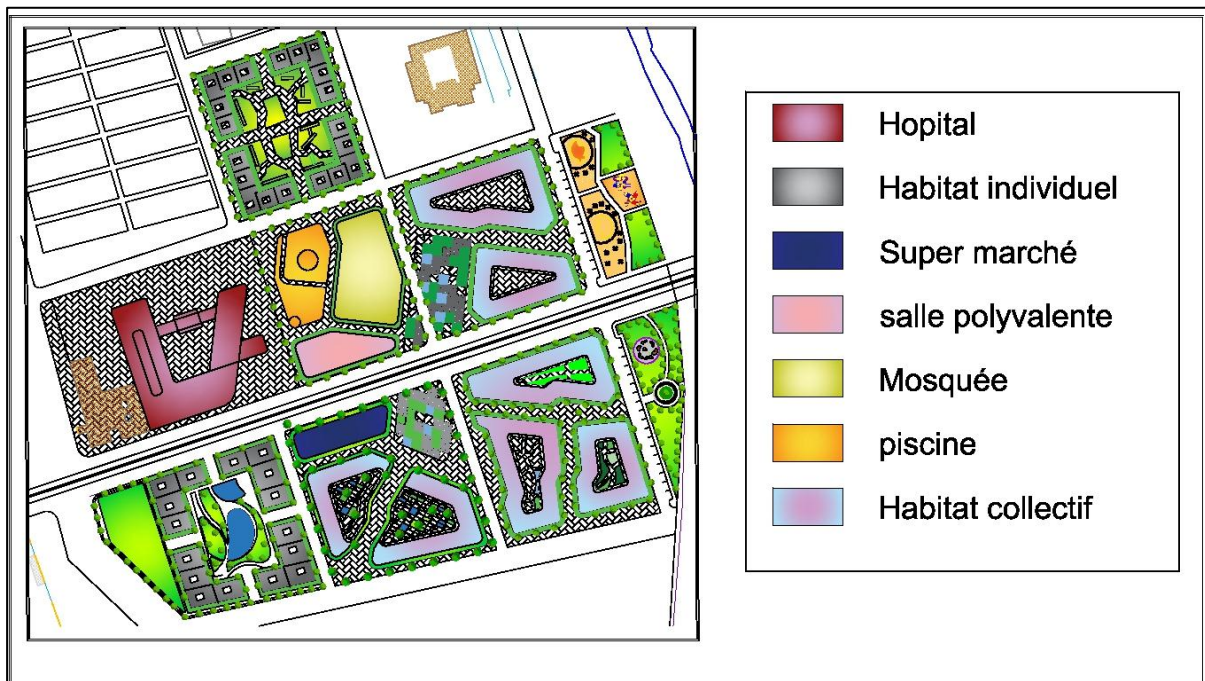 Hopital
Habitat individuel
Super marché
salle polyvalente
Mosquée
piscine
Habitat collectif